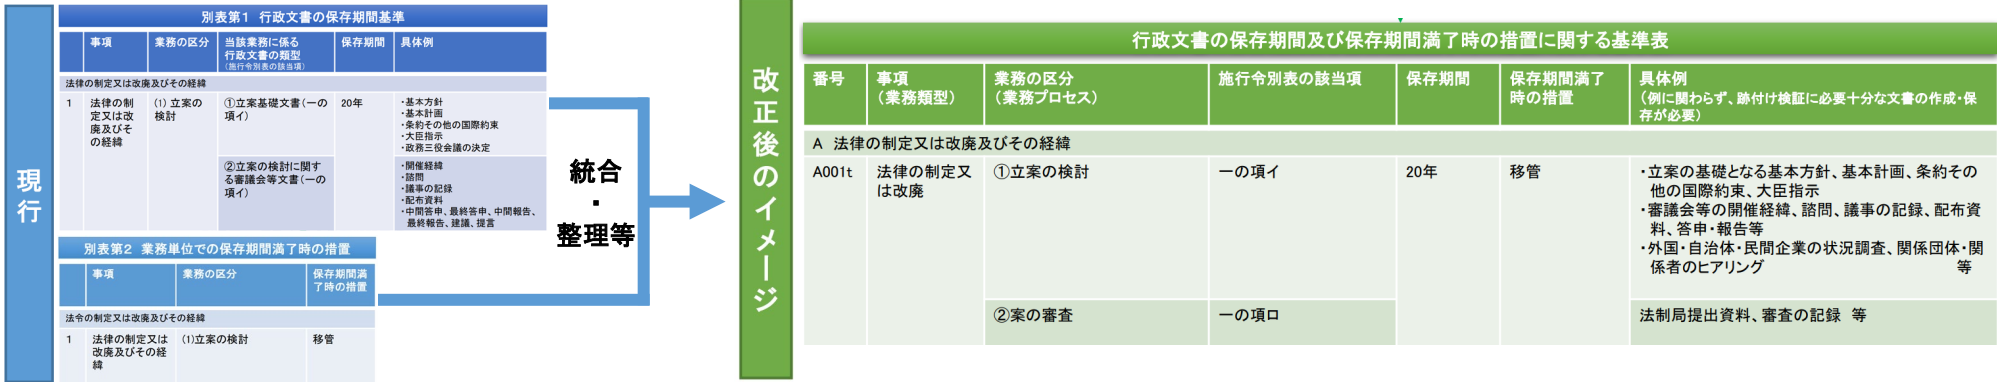 現行
別表第1 行政文書の保存期間基準
事項
業務の区分
当該業務に係る
行政文書の類型
(施行令別表の該当項)
保存期間
具体例
法律の制定又は改廃及びその経緯
1
法律の制
定又は改
廃及びそ
の経緯
(1) 立案の
検討
①立案基礎文書(一の
項イ)
20年
・基本方針
・基本計画
・条約その他の国際約束
・大臣指示
・政務三役会議の決定
②立案の検討に関す
る審議会等文書(一の
項イ)
・開催経緯
・諮問
・議事の記録
・配布資料
・中間答申、最終答申、中間報告、
最終報告、建議、提言
別表第2 業務単位での保存期間満了時の措置
事項
業務の区分
保存期間満
了時の措置
法令の制定又は改廃及びその経緯
1
法律の制定又は
改廃及びその経
緯
(1)立案の検討
移管
統合
・
整理等
改正後のイメージ
行政文書の保存期間及び保存期間満了時の措置に関する基準表
番号
事項
(業務類型)
業務の区分
(業務プロセス)
施行令別表の該当項
保存期間
保存期間満了
時の措置
具体例
(例に関わらず、跡付け検証に必要十分な文書の作成・保
存が必要)
A 法律の制定又は改廃及びその経緯
A001t
法律の制定又
は改廃
①立案の検討
一の項イ
20年
移管
・立案の基礎となる基本方針、基本計画、条約その
他の国際約束、大臣指示
・審議会等の開催経緯、諮問、議事の記録、配布資
料、答申・報告等
・外国・自治体・民間企業の状況調査、関係団体・関
係者のヒアリング 等
②案の審査
一の項ロ
法制局提出資料、審査の記録 等